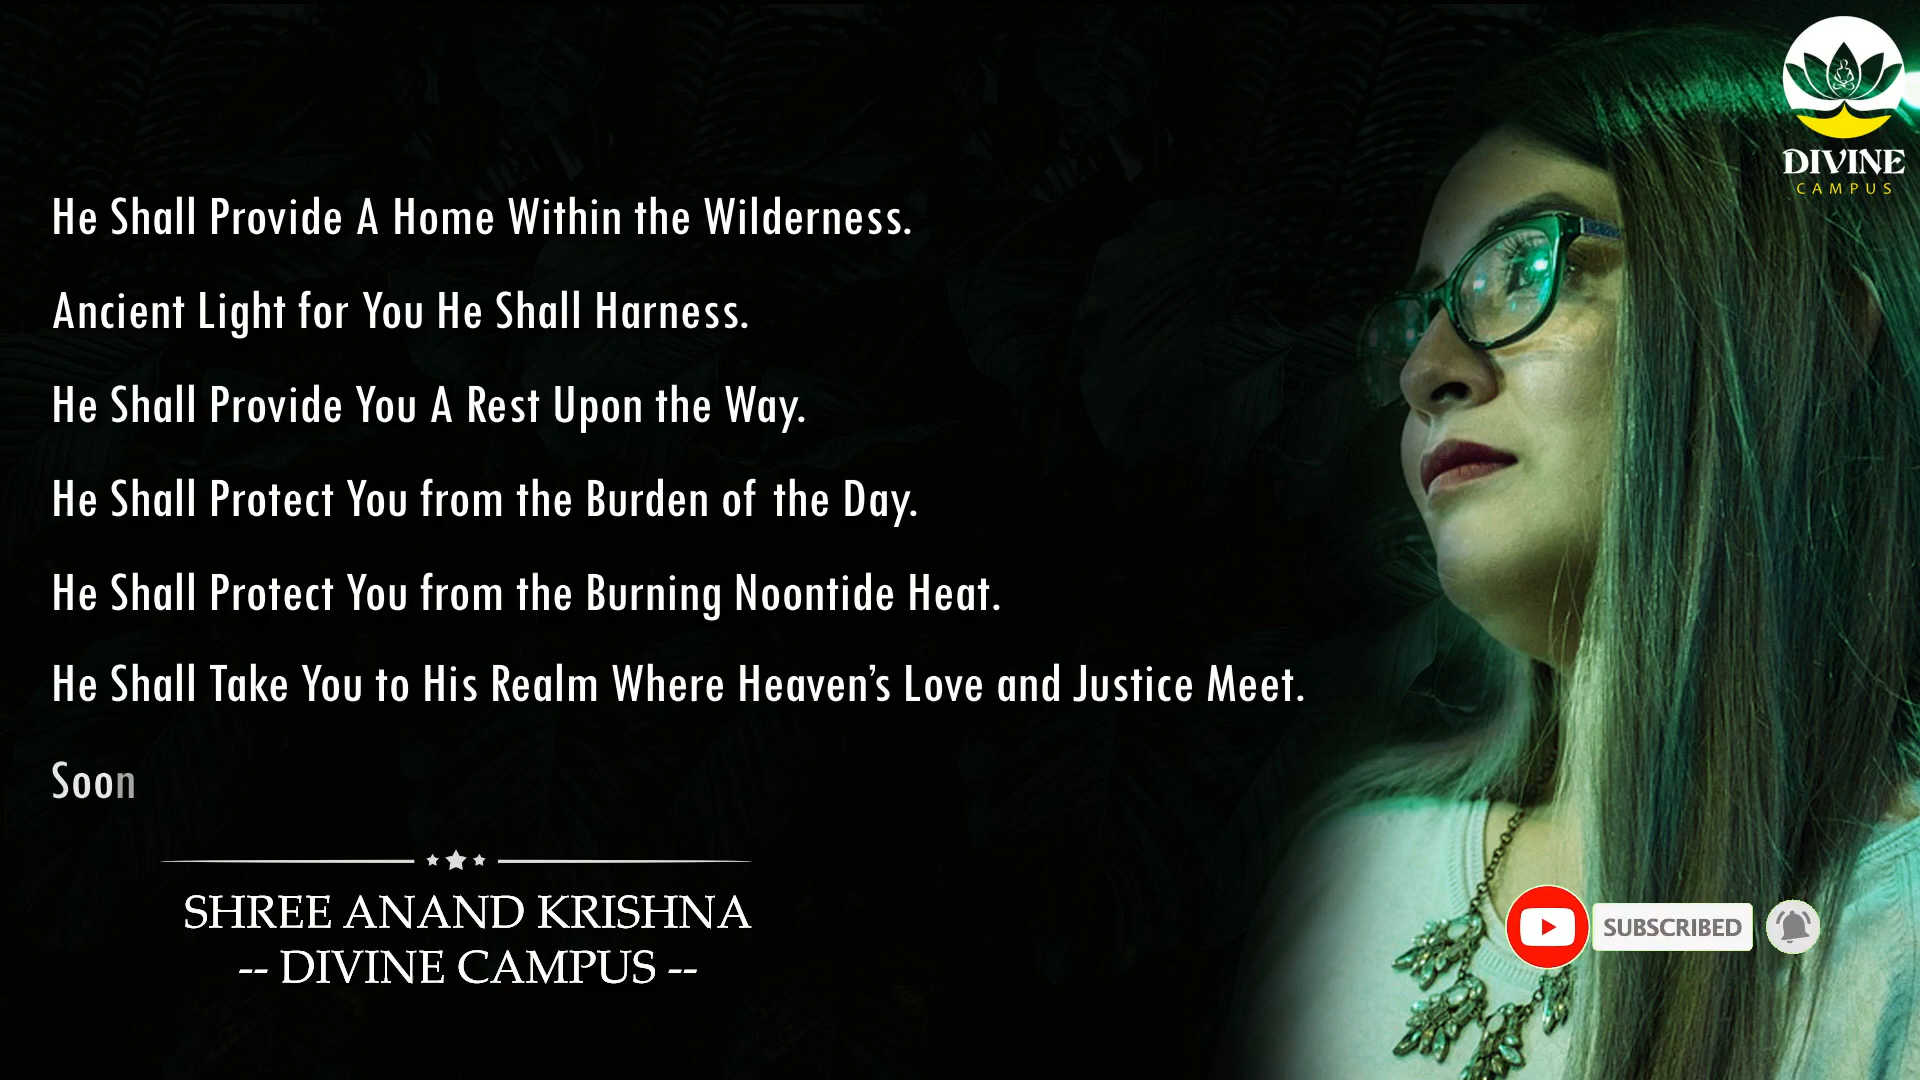 DIVINE
CAMPUS
He Shall Provide A Home Within the Wilderness.
Ancient Light for You He Shall Harness.
He Shall Provide You A Rest Upon the Way.
He Shall Protect You from the Burden of the Day.
He Shall Protect You from the Burning Noontide Heat.
He Shall Take You to His Realm Where Heaven’s Love and Justice Meet.
Soon
SHREE ANAND KRISHNA
-- DIVINE CAMPUS --
SUBSCRIBED